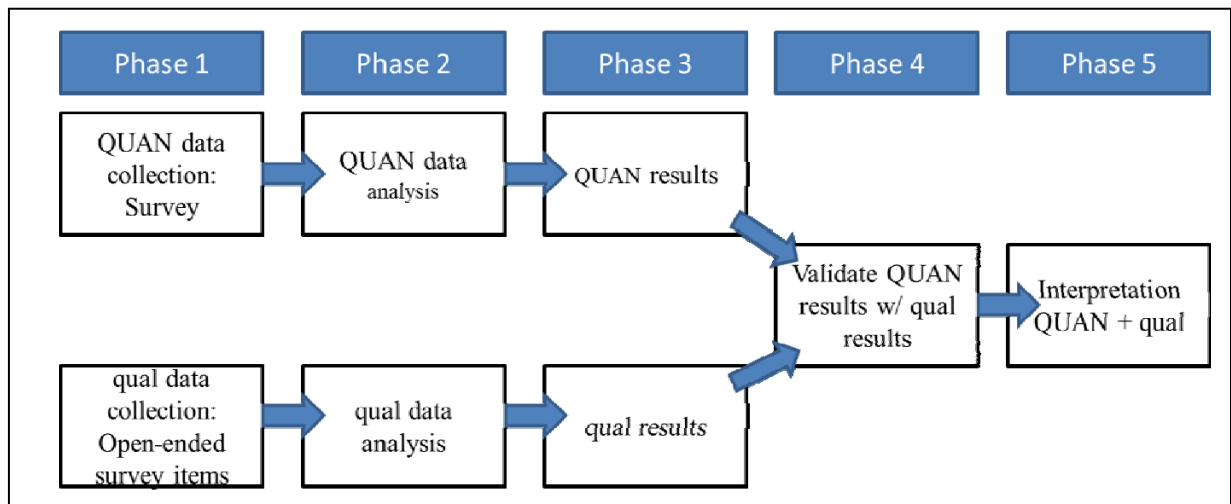 Phase 1
Phase 2
Phase 3
Phase 4
Phase 5
QUAN data
collection:
Survey
QUAN data
analysis
QUAN results
Validate QUAN
results w/ qual
results
Interpretation
QUAN + qual
qual data
collection:
Open-ended
survey items
qual data
analysis
qual results